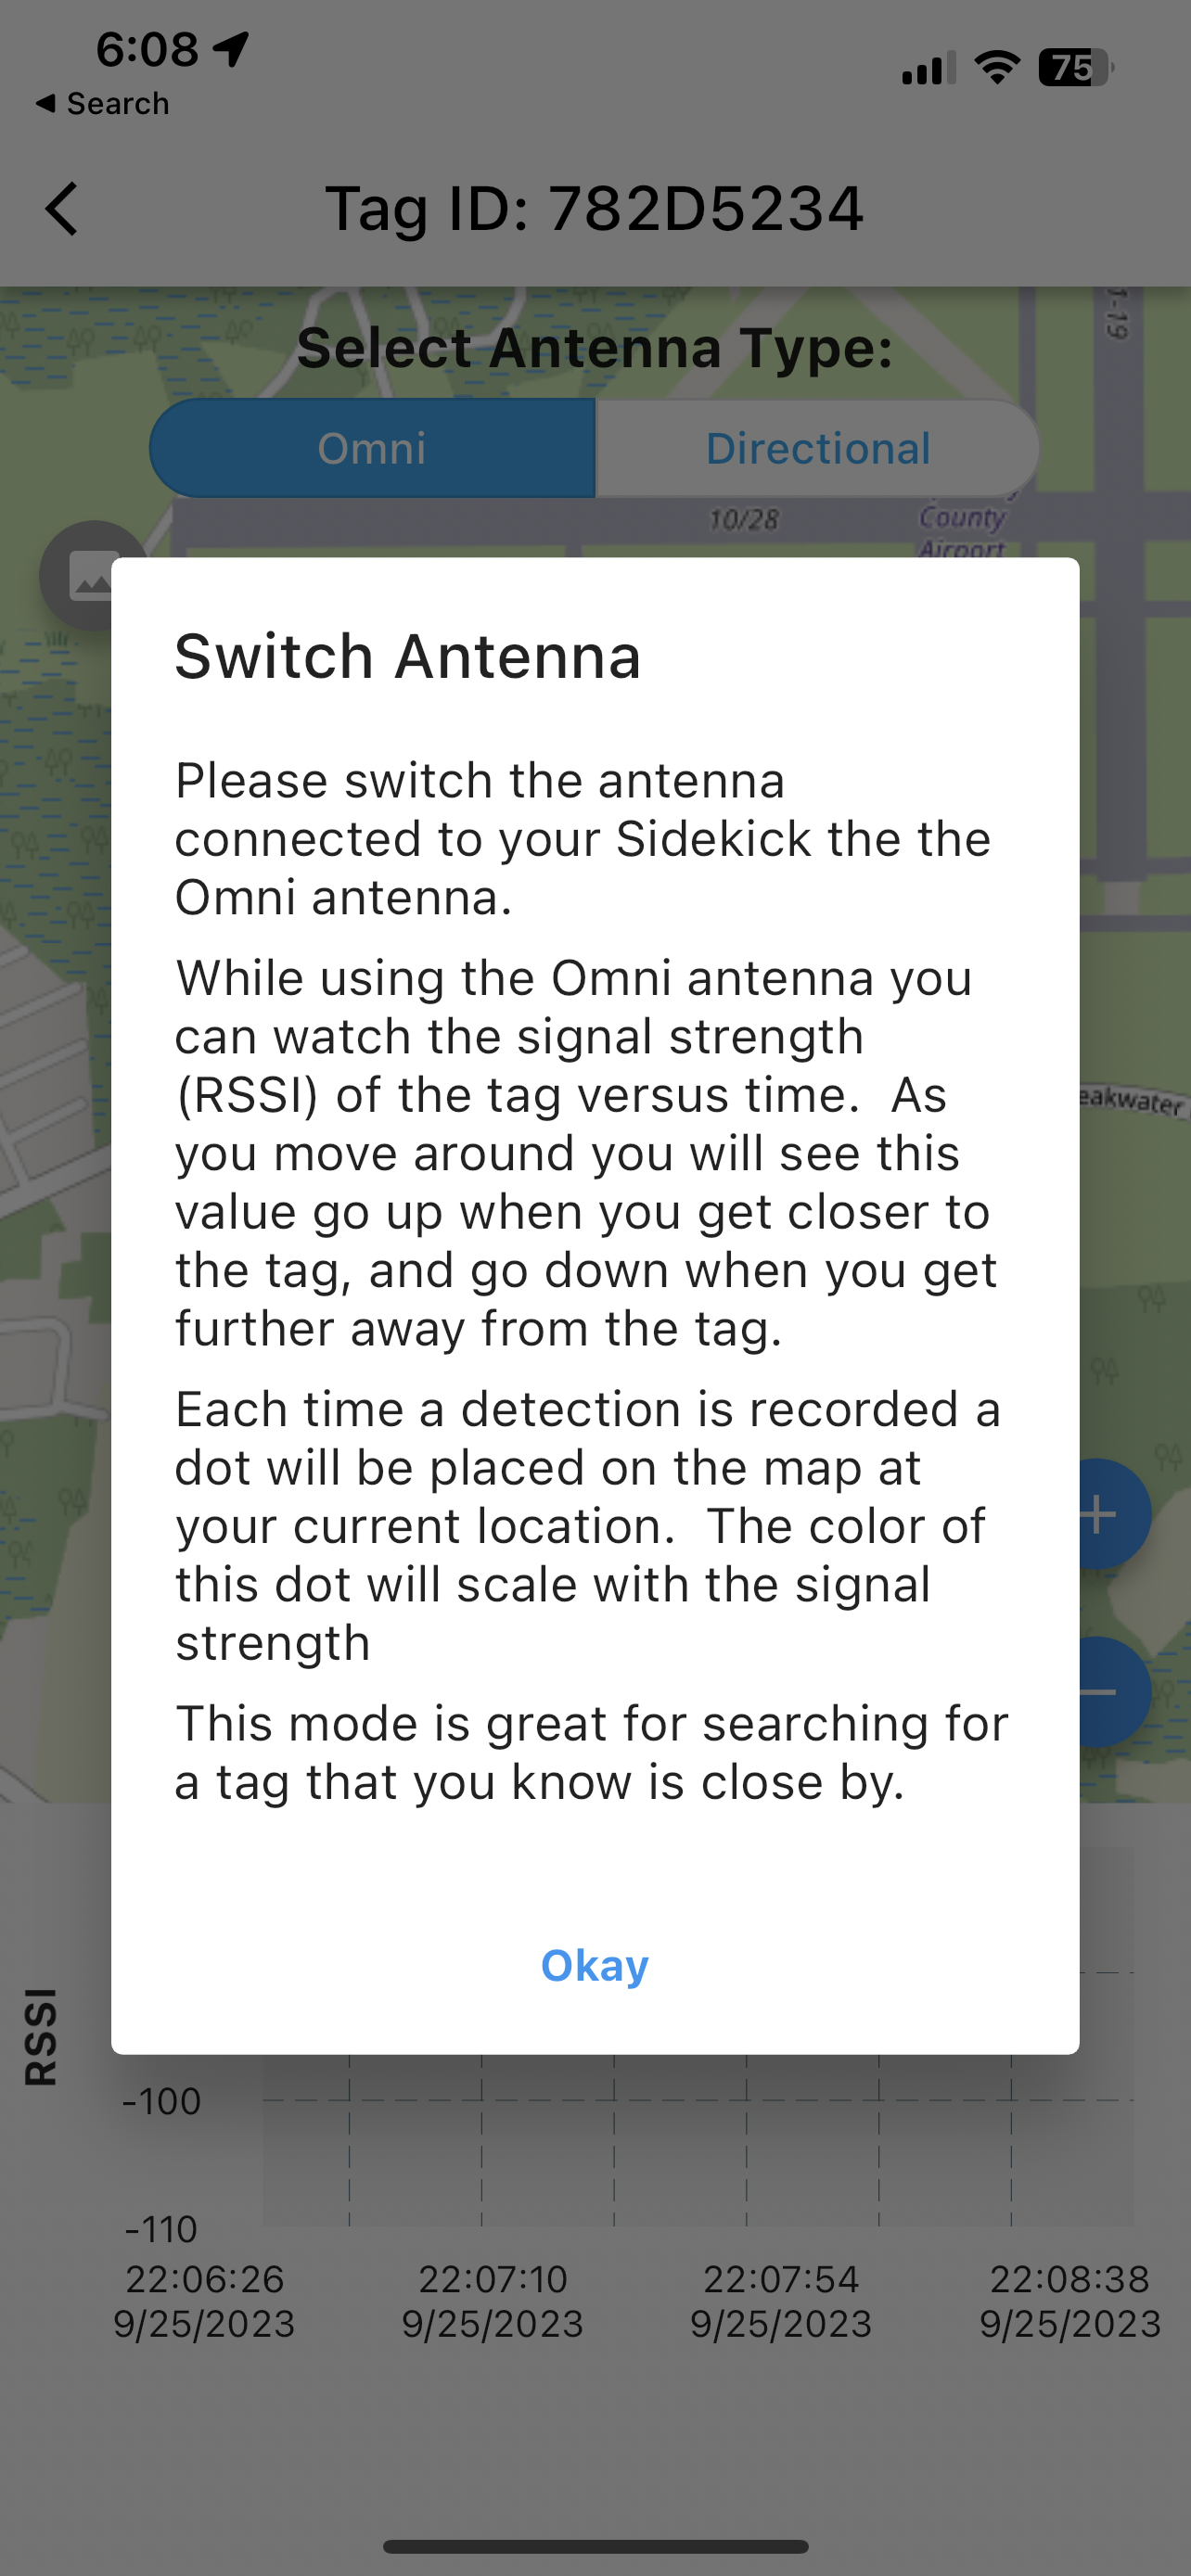 6:08
75
◀ Search
Tag ID: 782D5234
1-19
Select Antenna Type:
Omni
Directional
10/28
County
Airport
Switch Antenna
Please switch the antenna
connected to your Sidekick the the
Omni antenna.
While using the Omni antenna you
can watch the signal strength
(RSSI) of the tag versus time.  As
you move around you will see this
value go up when you get closer to
the tag, and go down when you get
further away from the tag.
Each time a detection is recorded a
dot will be placed on the map at
your current location.  The color of
this dot will scale with the signal
strength
This mode is great for searching for
a tag that you know is close by.
Okay
eakwater
+
−
RSSI
-100
-110
22:06:26
9/25/2023
22:07:10
9/25/2023
22:07:54
9/25/2023
22:08:38
9/25/2023